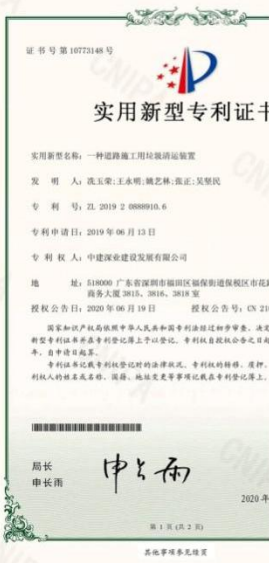 证书号第10773148号
实用新型专利证书
实用新型名称：一种道路施工用垃圾清运装置
发 明 人：冼玉荣;王永明;姚艺林;张正;吴坚民
专 利 号：ZL 2019 2 0888910.6
专利申请日：2019年06月13日
专 利 权 人：中建深业建设发展有限公司
地 址：518000 广东省深圳市福田区福保街道保税区市花路
商务大厦3815、3816、3818室
授权公告日：2020年06月19日 授权公告号：CN 21
国家知识产权局依照中华人民共和国专利法经过初步审查，决定
新型专利证书并在专利登记簿上予以登记。专利权自授权公告之日起
年，自申请日起算。
专利证书记载专利权登记时的法律状况。专利权的转移、质押、
利权人的姓名或名称、国籍、地址变更等事项记载在专利登记簿上。
局长
申长雨
申长雨
2020年
第 1 页 (共 2 页)
其他事项参见续页